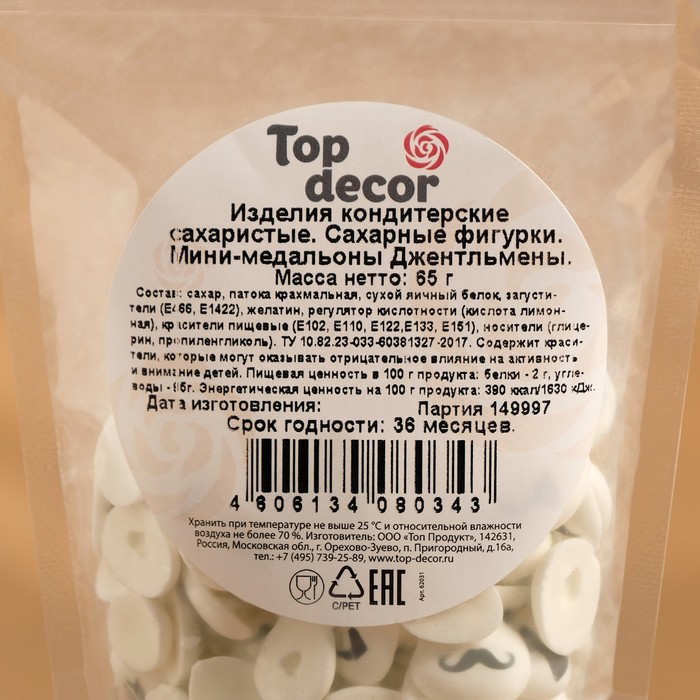 Top
decor
Изделия кондитерские
сахаристые. Сахарные фигурки.
Мини-медальоны Джентльмены.
Масса нетто: 65 г
Состав: сахар, патока крахмальная, сухой яичный белок, загусти-
тели (Е466, Е1422), желатин, регулятор кислотности (кислота лимон-
ная), красители пищевые (Е102, Е110, Е122,Е133, Е151), носители (глице-
рин, пропиленгликоль). ТУ 10.82.23-033-60381327-2017. Содержит краси-
тели, которые могут оказывать отрицательное влияние на активность
и внимание детей. Пищевая ценность в 100 г продукта: белки - 2 г, угле-
воды - 95г. Энергетическая ценность на 100 г продукта: 390 ккал/1630 кДж.
Дата изготовления: Партия 149997
Срок годности: 36 месяцев.
4 606134 080343
Хранить при температуре не выше 25 °C и относительной влажности
воздуха не более 70 %. Изготовитель: ООО «Топ Продукт», 142631,
Россия, Московская обл., г. Орехово-Зуево, п. Пригородный, д.16а,
тел.: +7 (495) 739-25-89, www.top-decor.ru
C/PET
EAC
Арт. 62031